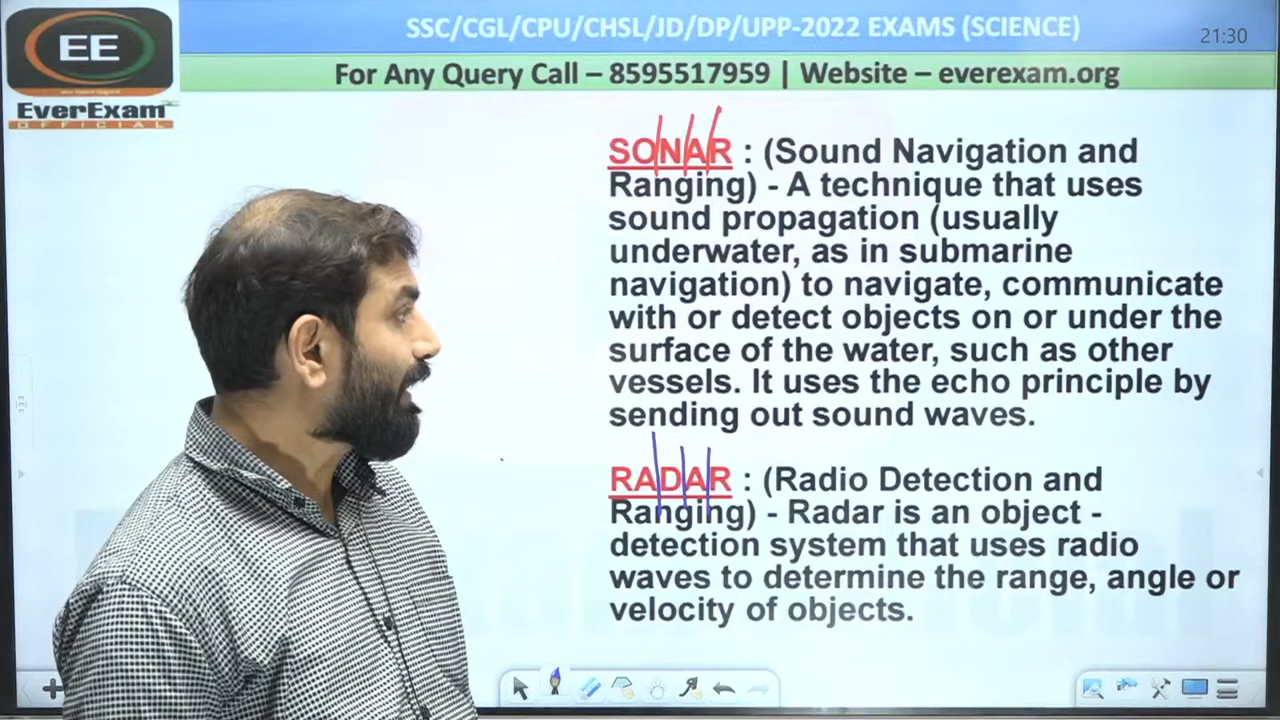 SSC/CGL/CPU/CHSL/JD/DP/UPP-2022 EXAMS (SCIENCE)
21:30
EE
For Any Query Call – 8595517959 | Website – everexam.org
EverExam
OFFICIAL
SONAR : (Sound Navigation and
Ranging) - A technique that uses
sound propagation (usually
underwater, as in submarine
navigation) to navigate, communicate
with or detect objects on or under the
surface of the water, such as other
vessels. It uses the echo principle by
sending out sound waves.
RADAR : (Radio Detection and
Ranging) - Radar is an object -
detection system that uses radio
waves to determine the range, angle or
velocity of objects.